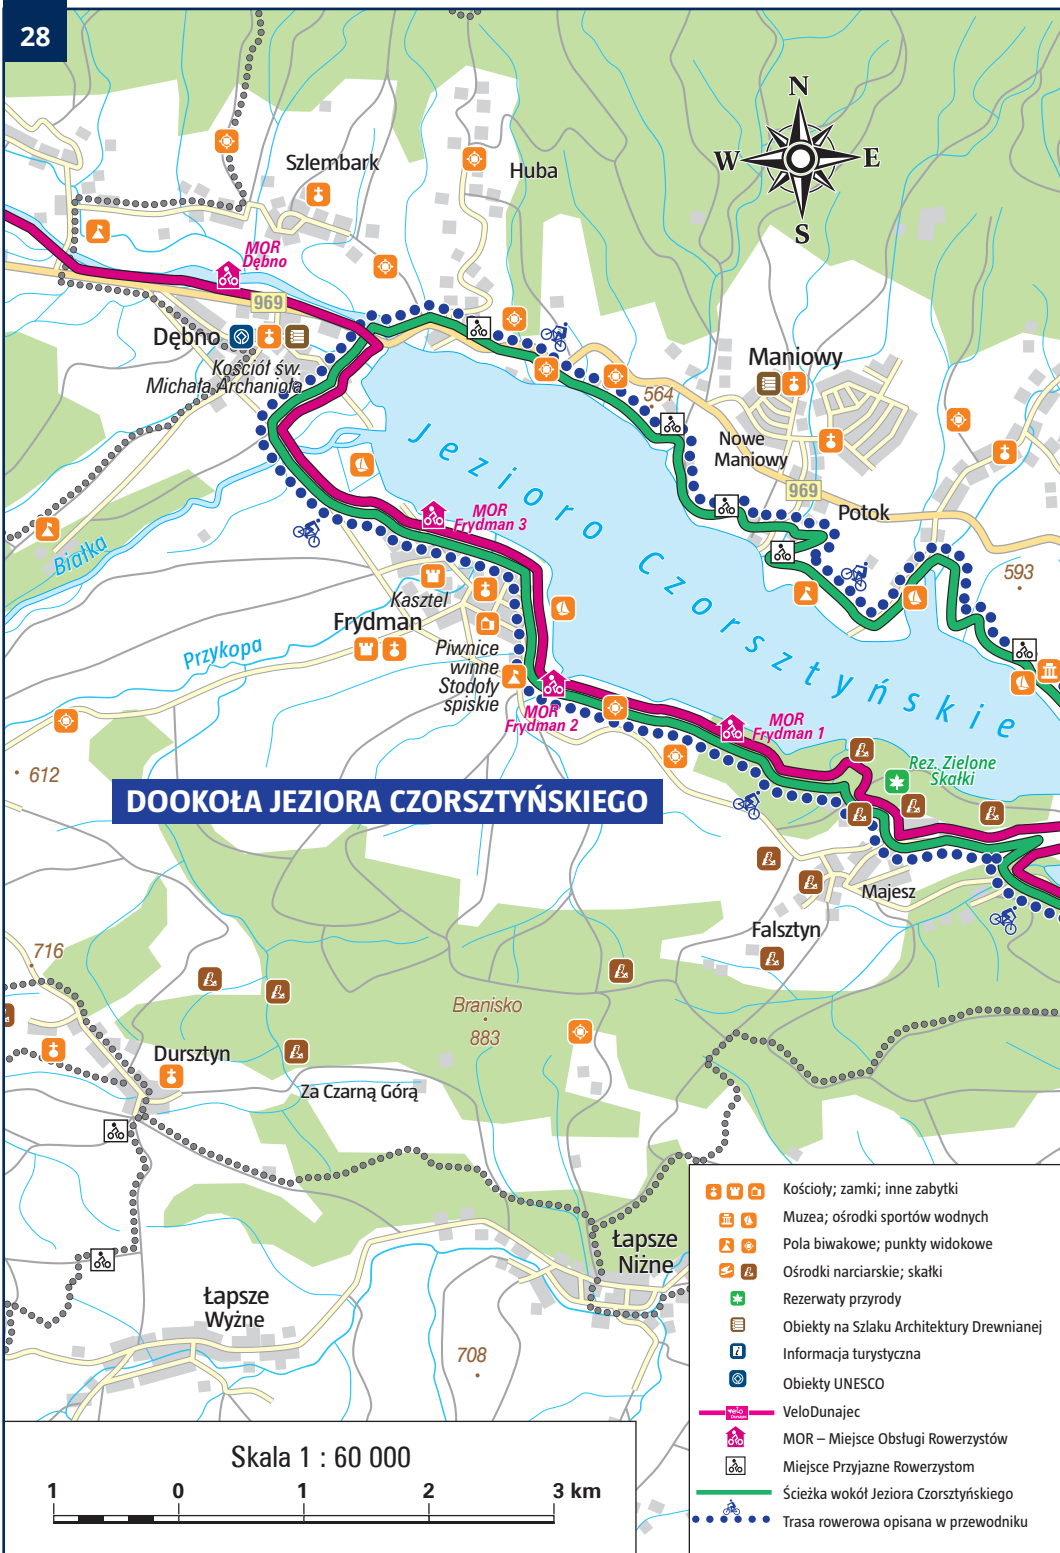 28
N
W
E
S
Szlembark
Huba
MOR
Dębno
969
Dębno
Kościół św.
Michała Archanioła
Maniowy
564
Nowe
Maniowy
969
Potok
593
Jezioro Czorsztyńskie
MOR
Frydman 3
Białka
Kasztel
Frydman
Przykopa
Piwnice
winne
Stodoły
spiskie
MOR
Frydman 2
MOR
Frydman 1
Rez. Zielone
Skałki
612
DOOKOŁA JEZIORA CZORSZTYŃSKIEGO
Majesz
Falsztyn
716
Branisko
883
Dursztyn
Za Czarną Górą
Łapsze
Niżne
Łapsze
Wyżne
708
Kościoły; zamki; inne zabytki
Muzea; ośrodki sportów wodnych
Pola biwakowe; punkty widokowe
Ośrodki narciarskie; skałki
Rezerwaty przyrody
Obiekty na Szlaku Architektury Drewnianej
Informacja turystyczna
Obiekty UNESCO
VeloDunajec
MOR – Miejsce Obsługi Rowerzystów
Miejsce Przyjazne Rowerzystom
Ścieżka wokół Jeziora Czorsztyńskiego
Trasa rowerowa opisana w przewodniku
Skala 1 : 60 000
1 0 1 2 3 km